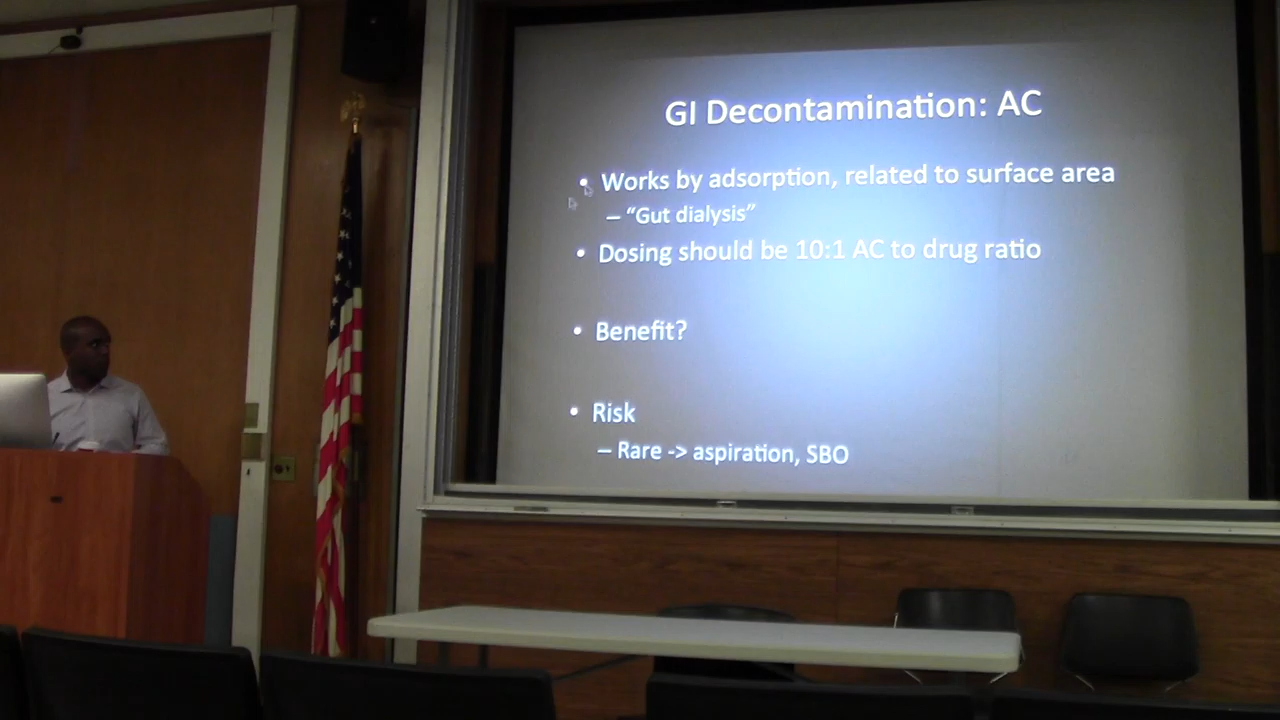 GI Decontamination: AC
• Works by adsorption, related to surface area
– “Gut dialysis”
• Dosing should be 10:1 AC to drug ratio
• Benefit?
• Risk
– Rare -> aspiration, SBO